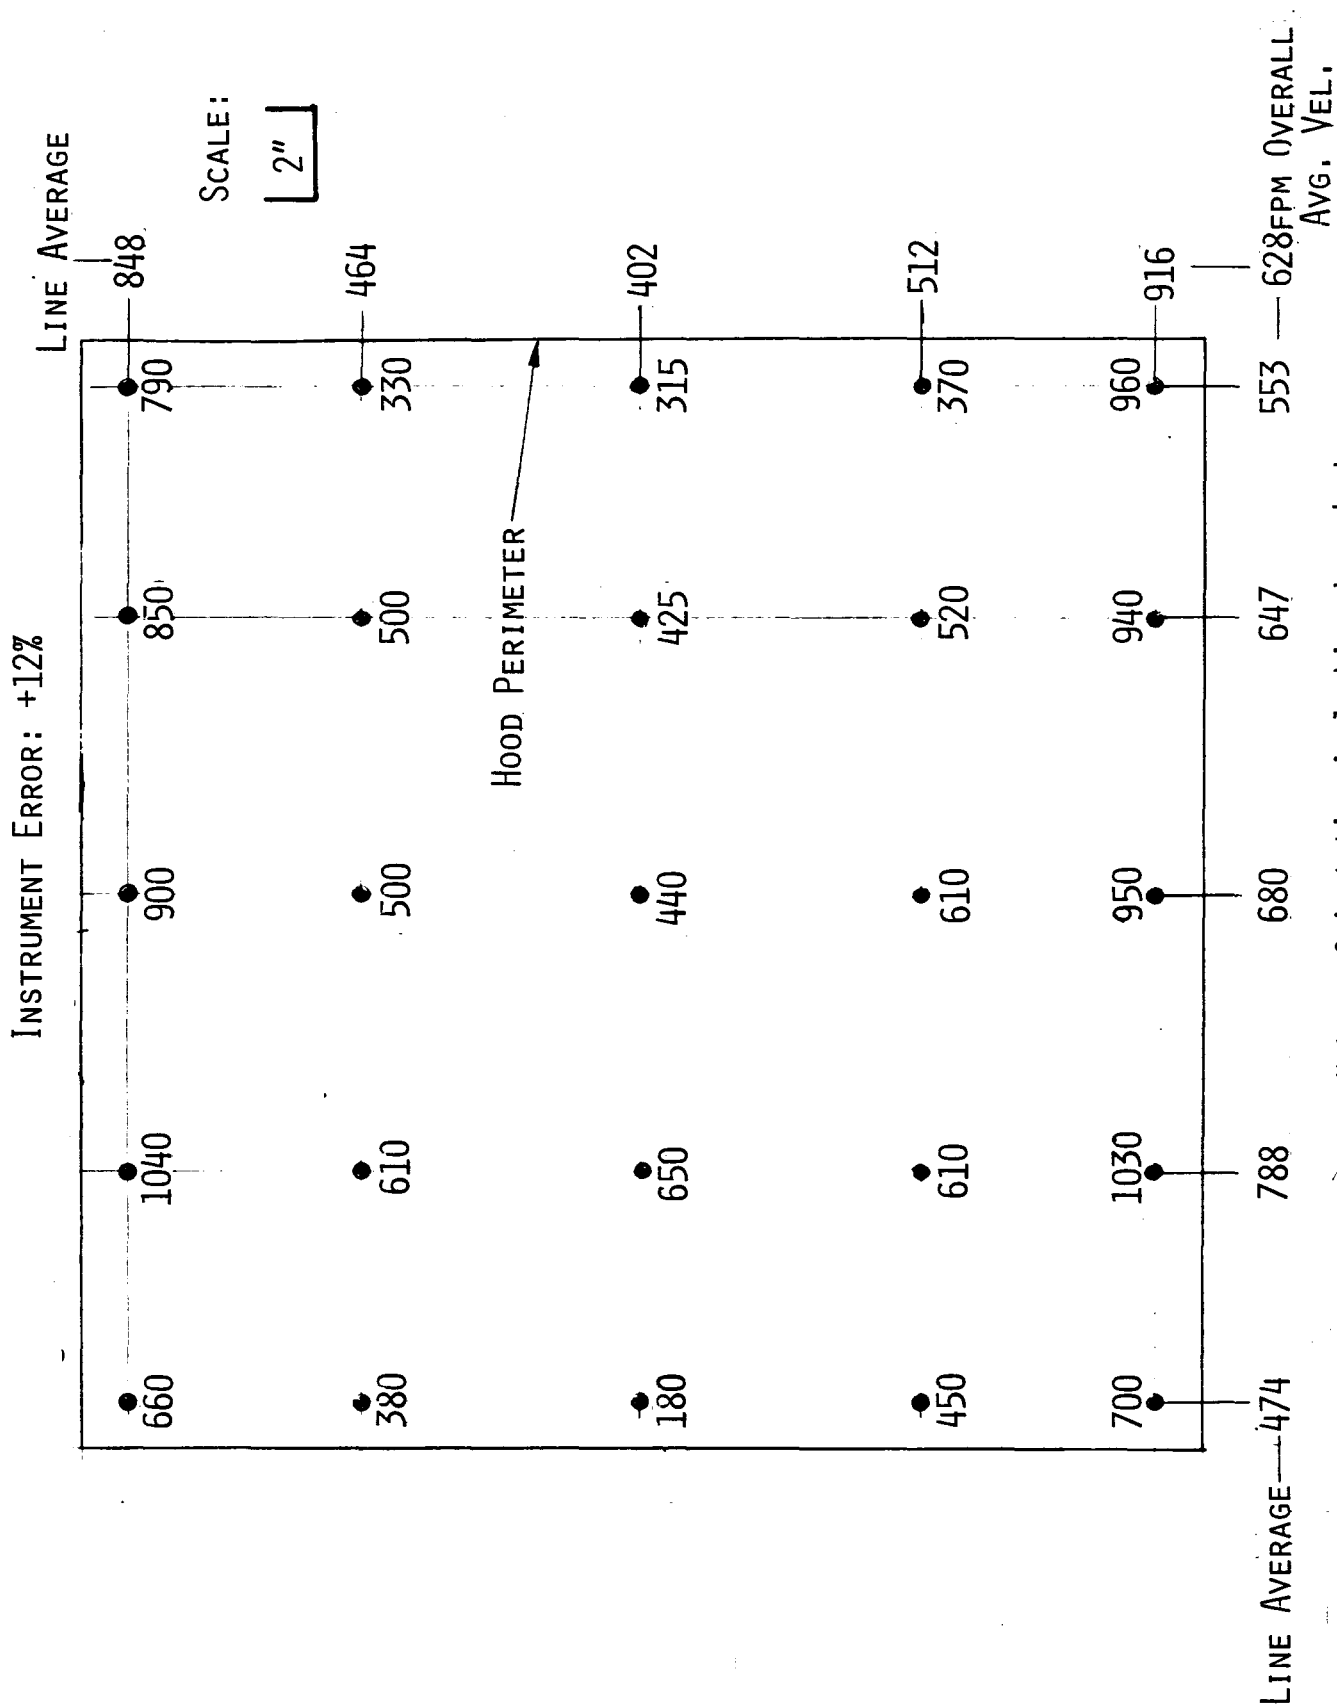 INSTRUMENT ERROR: +12%
LINE AVERAGE
660 1040 900 850 790 848
SCALE:
2"
380 610 500 500 330 464
HOOD PERIMETER
180 650 440 425 315 402
450 610 610 520 370 512
700 1030 950 940 960 916
LINE AVERAGE 474 788 680 647 553 628FPM OVERALL
AVG. VEL.